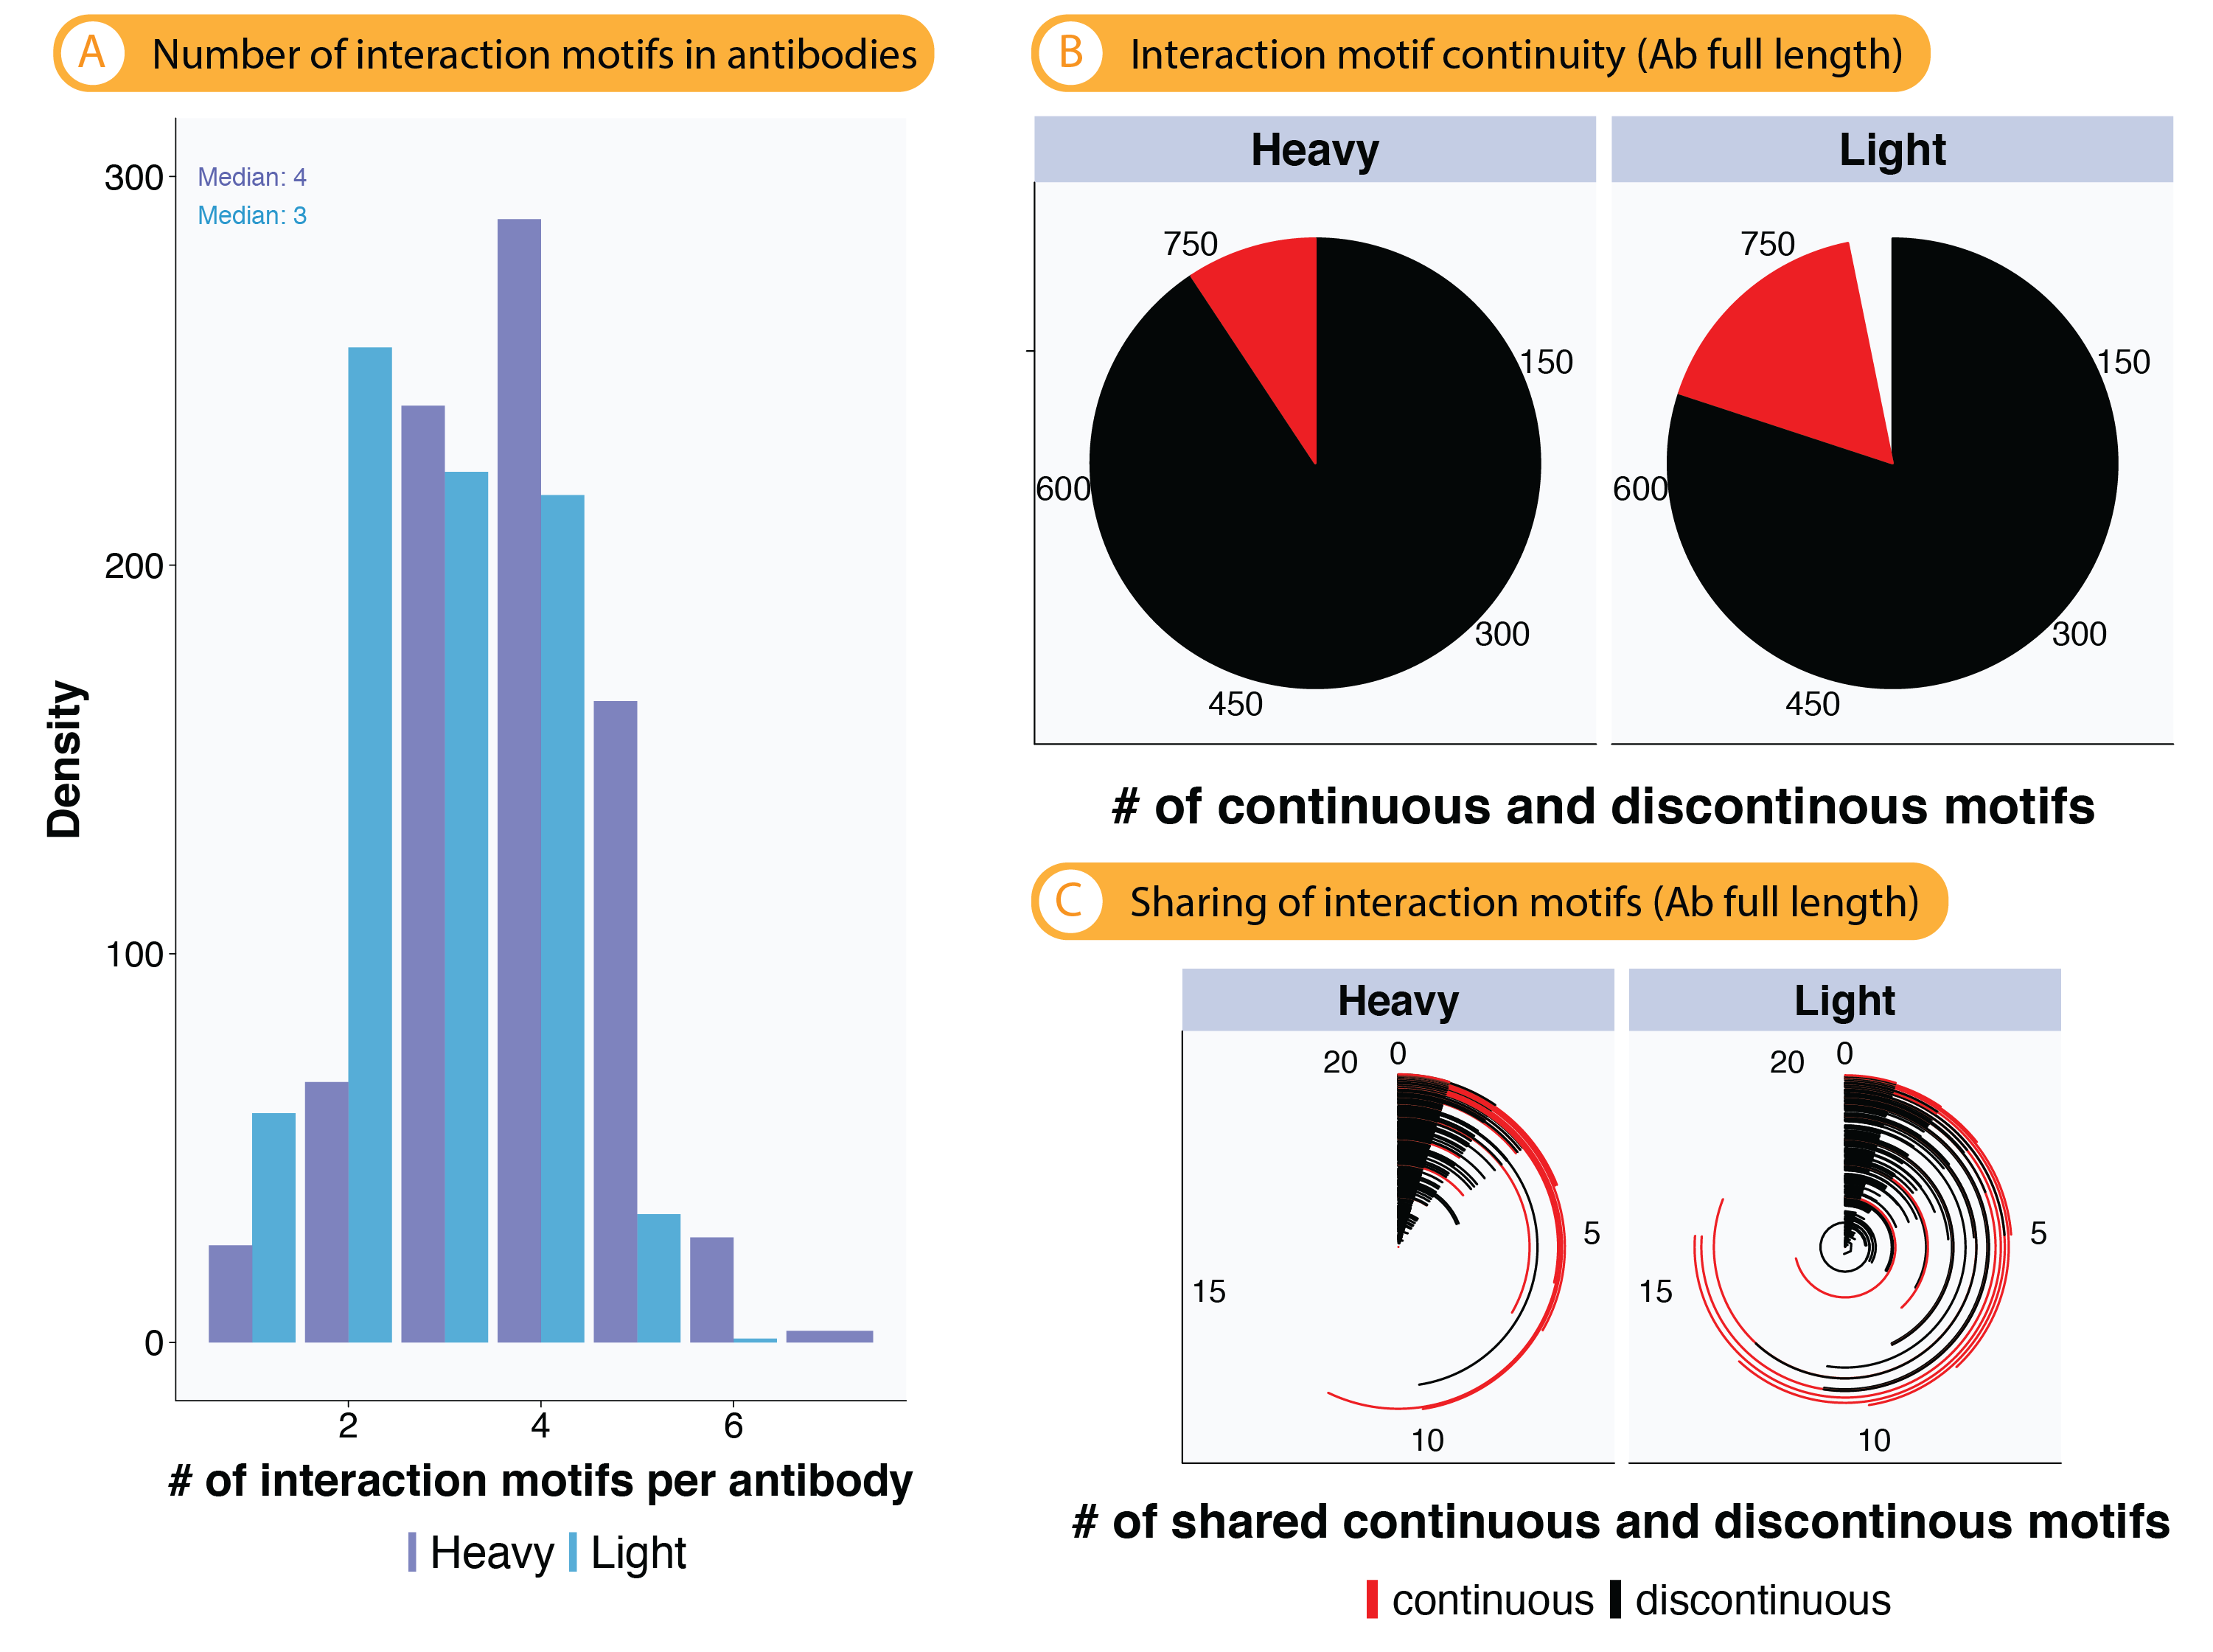 A Number of interaction motifs in antibodies
300
200
100
0
Median: 4
Median: 3
Density
2 4 6
# of interaction motifs per antibody
Heavy Light
B Interaction motif continuity (Ab full length)
Heavy Light
750 150 300 450 600
750 150 300 450 600
# of continuous and discontinous motifs
C Sharing of interaction motifs (Ab full length)
Heavy Light
20 0 5 10 15
20 0 5 10 15
# of shared continuous and discontinous motifs
continuous discontinuous